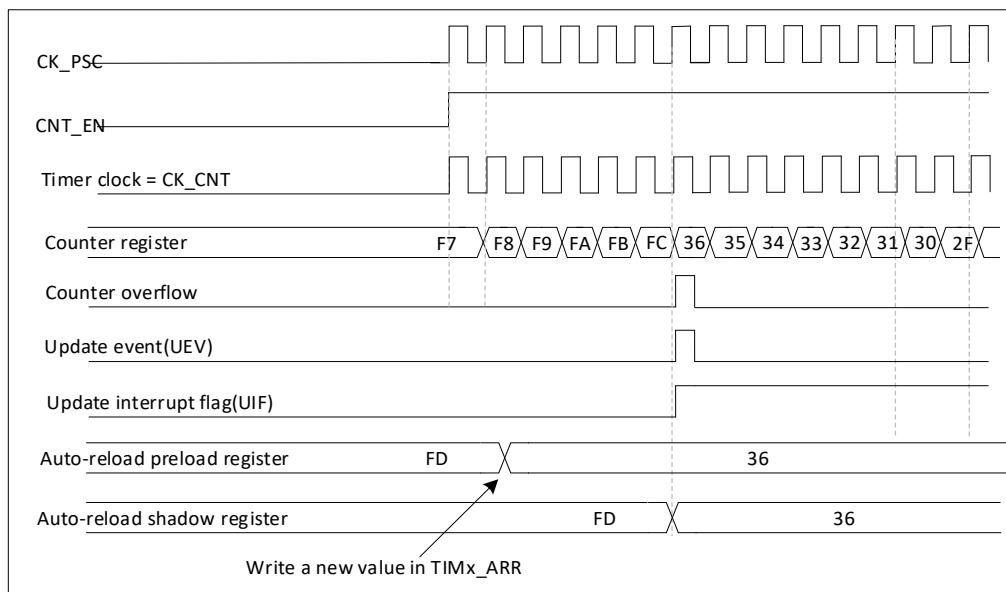 CK_PSC
CNT_EN
Timer clock = CK_CNT
Counter register F7 F8 F9 FA FB FC 36 35 34 33 32 31 30 2F
Counter overflow
Update event(UEV)
Update interrupt flag(UIF)
Auto-reload preload register FD 36
Auto-reload shadow register FD 36
Write a new value in TIMx_ARR